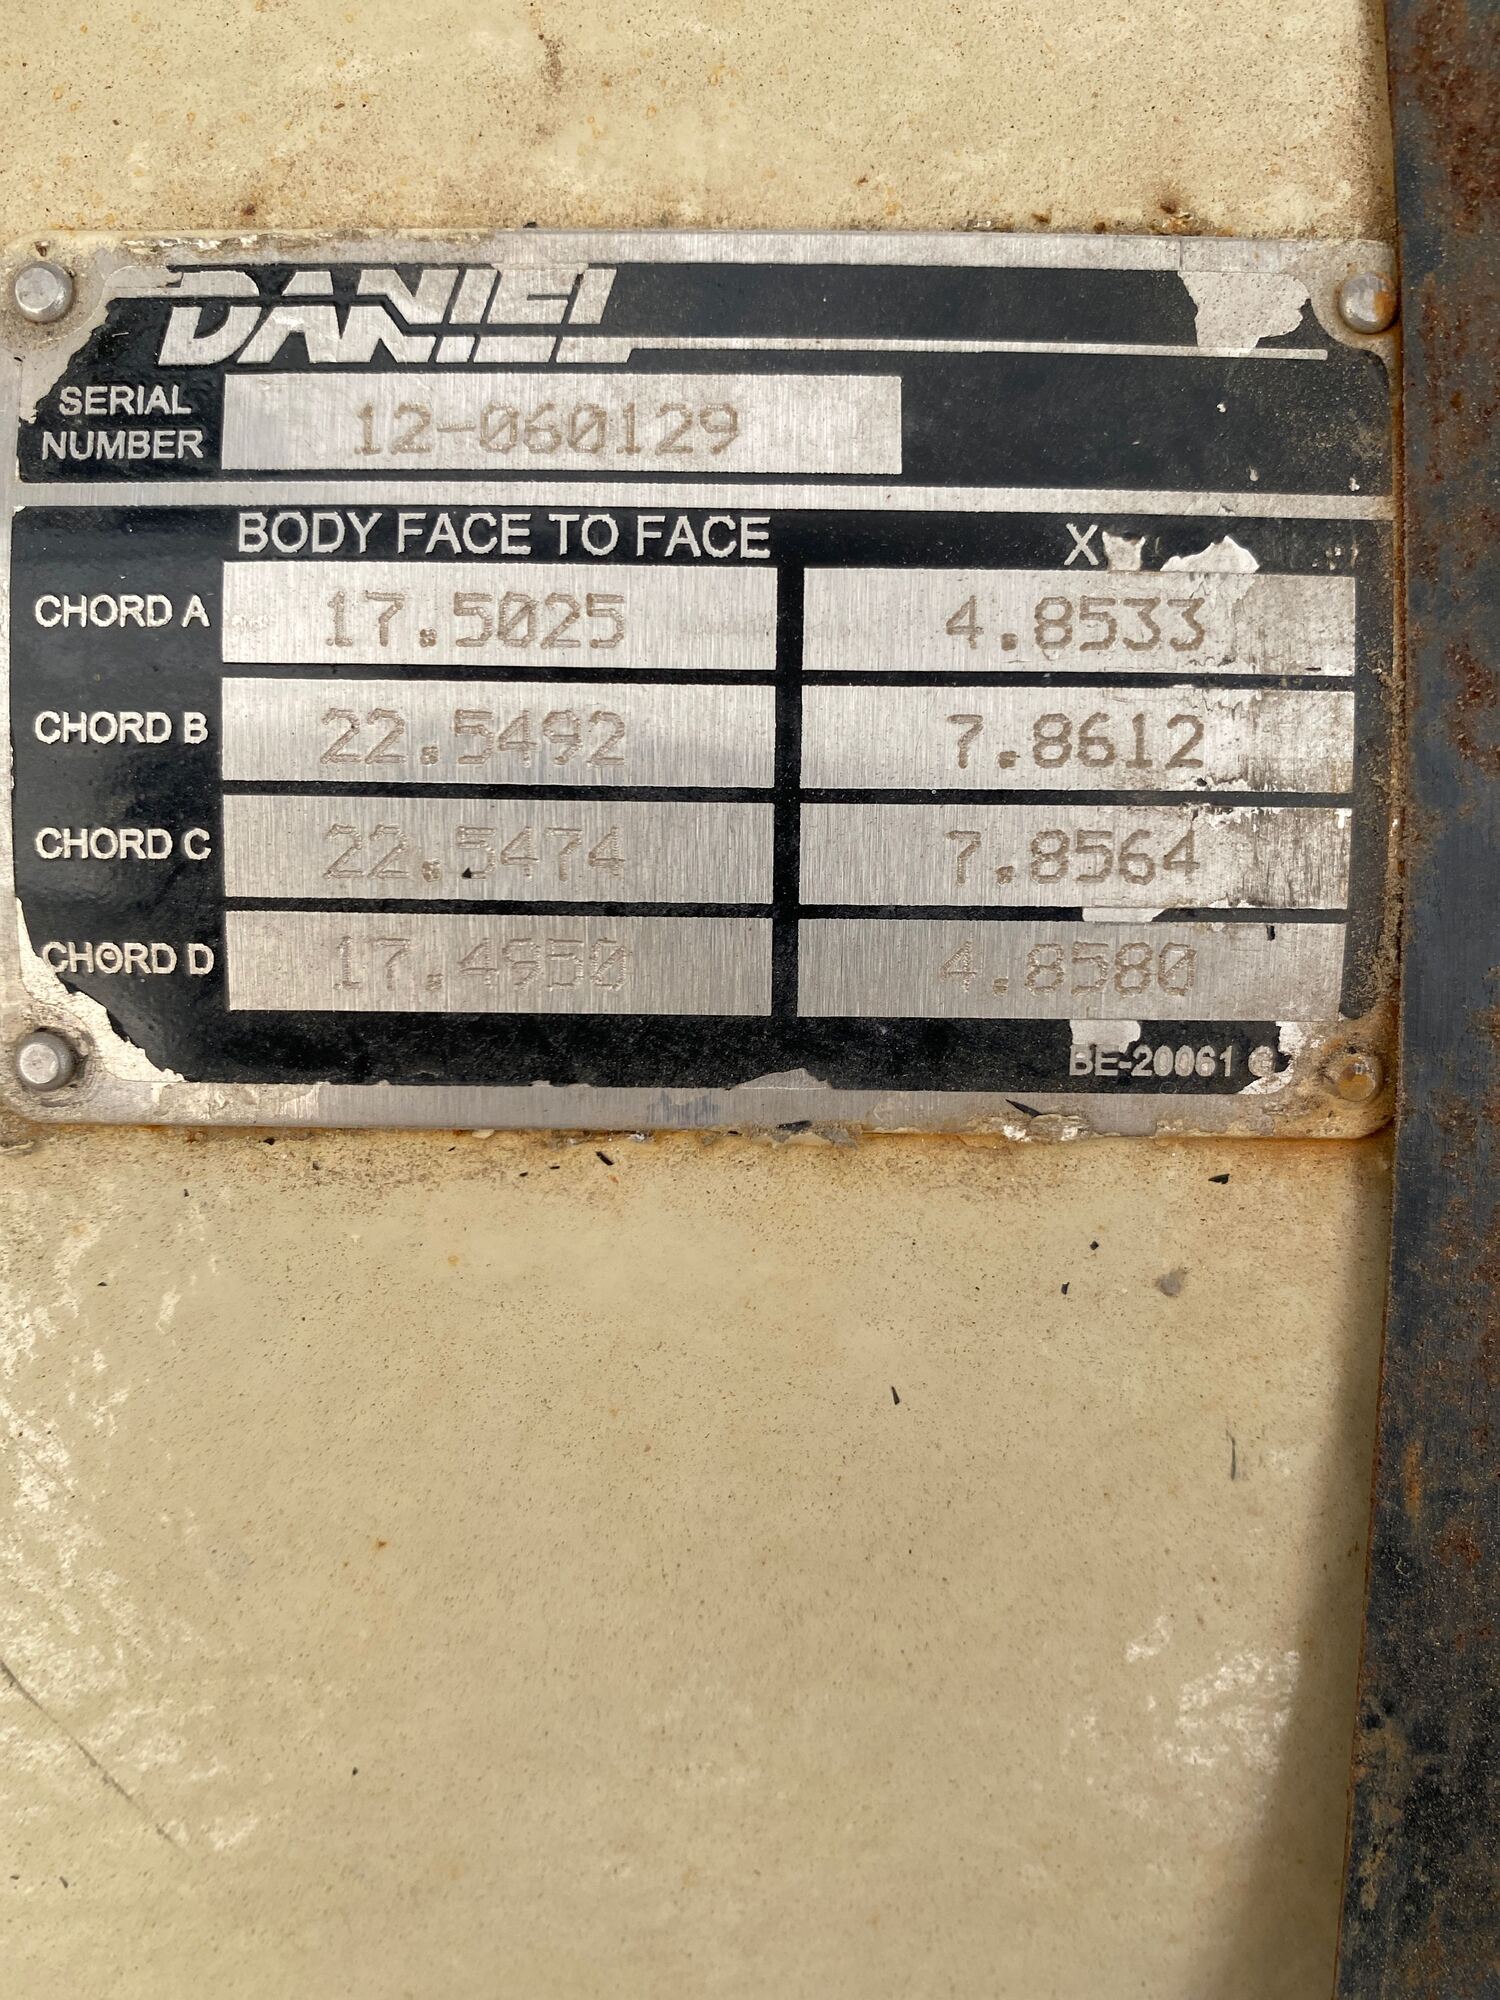 DANIEL
SERIAL NUMBER 12-060129
BODY FACE TO FACE X
CHORD A 17.5025 4.8533
CHORD B 22.5492 7.8612
CHORD C 22.5474 7.8564
CHORD D 17.4950 4.8580
BE-20061